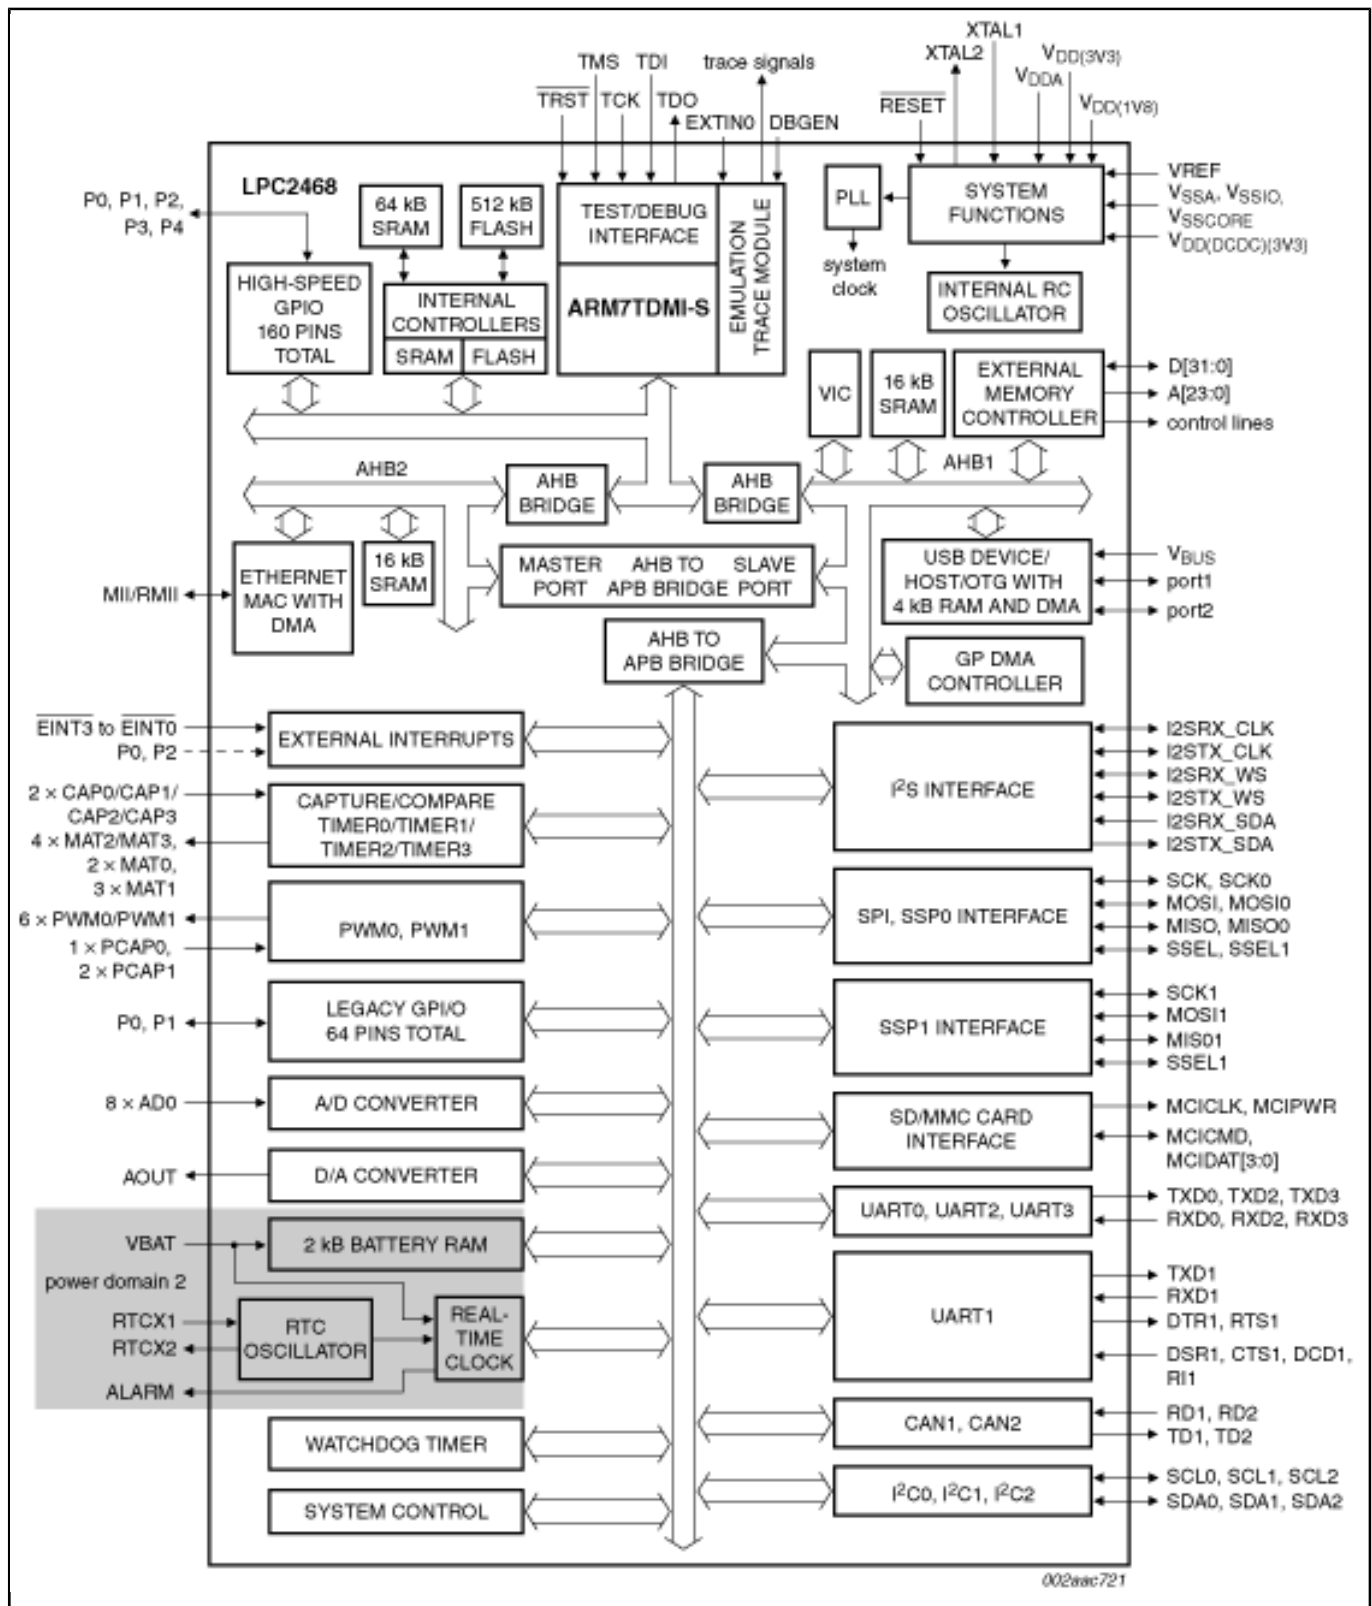 XTAL1
XTAL2
VDD(3V3)
VDDA
VDD(1V8)
RESET
TMS TDI trace signals
TRST TCK TDO
EXTIN0 DBGEN
LPC2468
P0, P1, P2,
P3, P4
64 kB
SRAM
512 kB
FLASH
TEST/DEBUG
INTERFACE
EMULATION
TRACE MODULE
PLL
SYSTEM
FUNCTIONS
VREF
VSSA, VSSIO,
VSSCORE
VDD(DCDC)(3V3)
system
clock
HIGH-SPEED
GPIO
160 PINS
TOTAL
INTERNAL
CONTROLLERS
SRAM FLASH
ARM7TDMI-S
INTERNAL RC
OSCILLATOR
VIC
16 kB
SRAM
EXTERNAL
MEMORY
CONTROLLER
D[31:0]
A[23:0]
control lines
AHB2
AHB
BRIDGE
AHB
BRIDGE
AHB1
ETHERNET
MAC WITH
DMA
MII/RMII
16 kB
SRAM
MASTER AHB TO SLAVE
PORT APB BRIDGE PORT
USB DEVICE/
HOST/OTG WITH
4 kB RAM AND DMA
VBUS
port1
port2
AHB TO
APB BRIDGE
GP DMA
CONTROLLER
EINT3 to EINT0
P0, P2
EXTERNAL INTERRUPTS
I2S INTERFACE
I2SRX_CLK
I2STX_CLK
I2SRX_WS
I2STX_WS
I2SRX_SDA
I2STX_SDA
2 × CAP0/CAP1/
CAP2/CAP3
4 × MAT2/MAT3,
2 × MAT0,
3 × MAT1
CAPTURE/COMPARE
TIMER0/TIMER1/
TIMER2/TIMER3
6 × PWM0/PWM1
1 × PCAP0,
2 × PCAP1
PWM0, PWM1
SPI, SSP0 INTERFACE
SCK, SCK0
MOSI, MOSI0
MISO, MISO0
SSEL, SSEL1
P0, P1
LEGACY GPI/O
64 PINS TOTAL
SSP1 INTERFACE
SCK1
MOSI1
MIS01
SSEL1
8 × AD0
A/D CONVERTER
SD/MMC CARD
INTERFACE
MCICLK, MCIPWR
MCICMD,
MCIDAT[3:0]
AOUT
D/A CONVERTER
UART0, UART2, UART3
TXD0, TXD2, TXD3
RXD0, RXD2, RXD3
VBAT
2 kB BATTERY RAM
power domain 2
RTCX1
RTCX2
RTC
OSCILLATOR
REAL-
TIME
CLOCK
ALARM
UART1
TXD1
RXD1
DTR1, RTS1
DSR1, CTS1, DCD1,
RI1
WATCHDOG TIMER
CAN1, CAN2
RD1, RD2
TD1, TD2
SYSTEM CONTROL
I2C0, I2C1, I2C2
SCL0, SCL1, SCL2
SDA0, SDA1, SDA2
002aac721